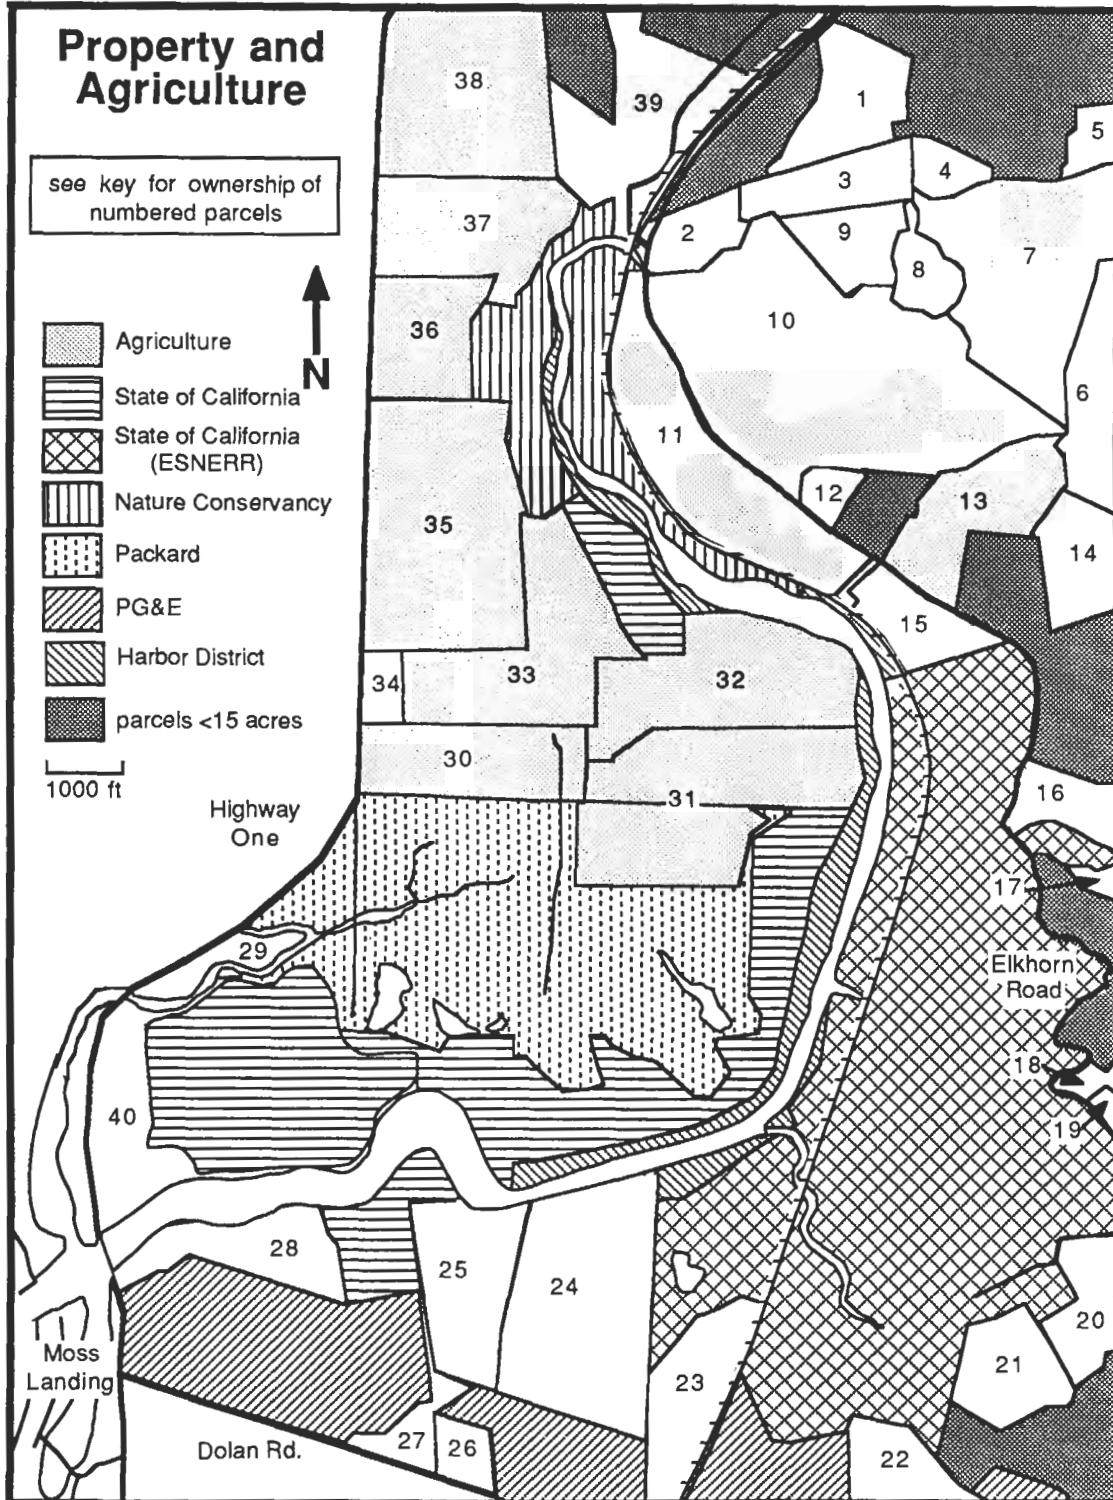 Property and
Agriculture
see key for ownership of
numbered parcels
N
Agriculture
State of California
State of California
(ESNERR)
Nature Conservancy
Packard
PG&E
Harbor District
parcels <15 acres
1000 ft
Highway
One
38
39
1
5
3
4
37
2
9
8
7
10
36
6
11
12
13
35
14
15
34
33
32
30
31
16
17
29
Elkhorn
Road
18
40
19
28
25
24
20
Moss
Landing
23
21
Dolan Rd.
27
26
22